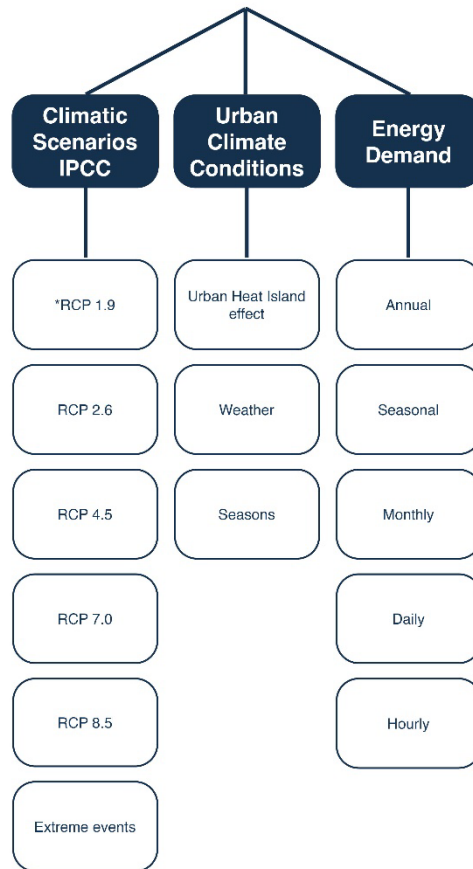 Climatic
Scenarios
IPCC
Urban
Climate
Conditions
Energy
Demand
*RCP 1.9
RCP 2.6
RCP 4.5
RCP 7.0
RCP 8.5
Extreme events
Urban Heat Island
effect
Weather
Seasons
Annual
Seasonal
Monthly
Daily
Hourly